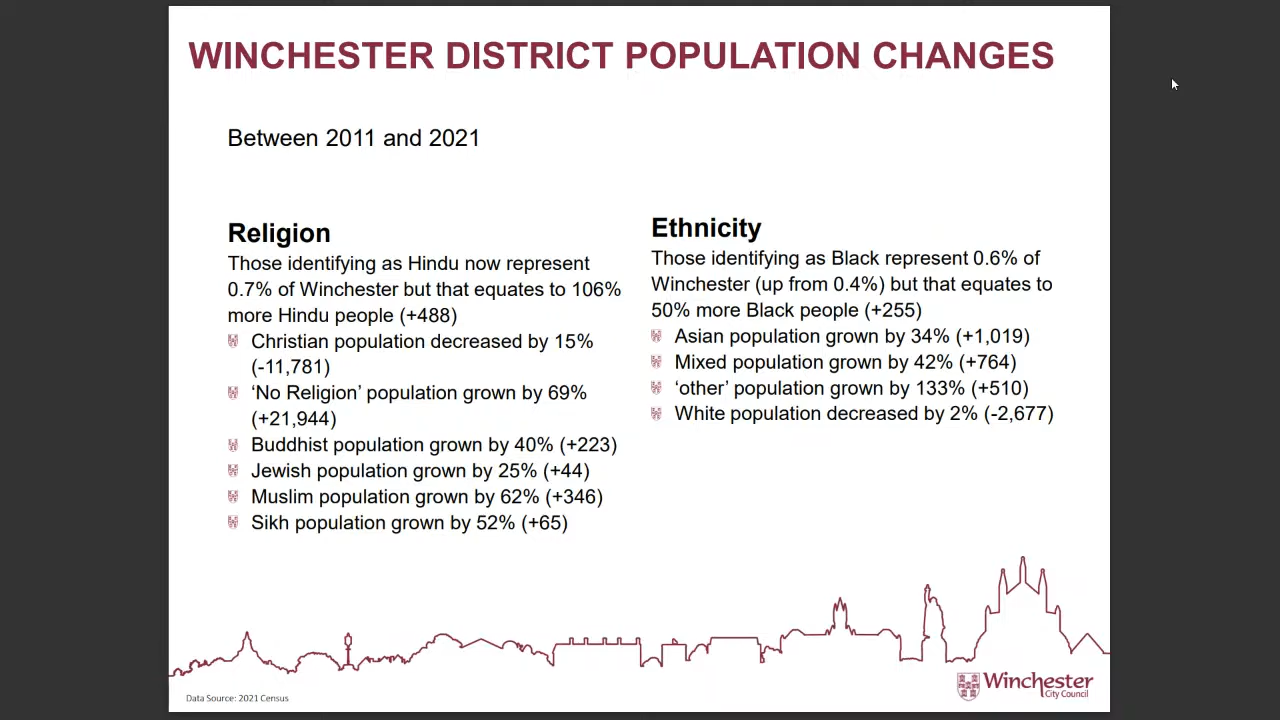 WINCHESTER DISTRICT POPULATION CHANGES
Between 2011 and 2021
Religion
Those identifying as Hindu now represent
0.7% of Winchester but that equates to 106%
more Hindu people (+488)
Christian population decreased by 15%
(-11,781)
‘No Religion’ population grown by 69%
(+21,944)
Buddhist population grown by 40% (+223)
Jewish population grown by 25% (+44)
Muslim population grown by 62% (+346)
Sikh population grown by 52% (+65)
Ethnicity
Those identifying as Black represent 0.6% of
Winchester (up from 0.4%) but that equates to
50% more Black people (+255)
Asian population grown by 34% (+1,019)
Mixed population grown by 42% (+764)
‘other’ population grown by 133% (+510)
White population decreased by 2% (-2,677)
Data Source: 2021 Census
Winchester
City Council